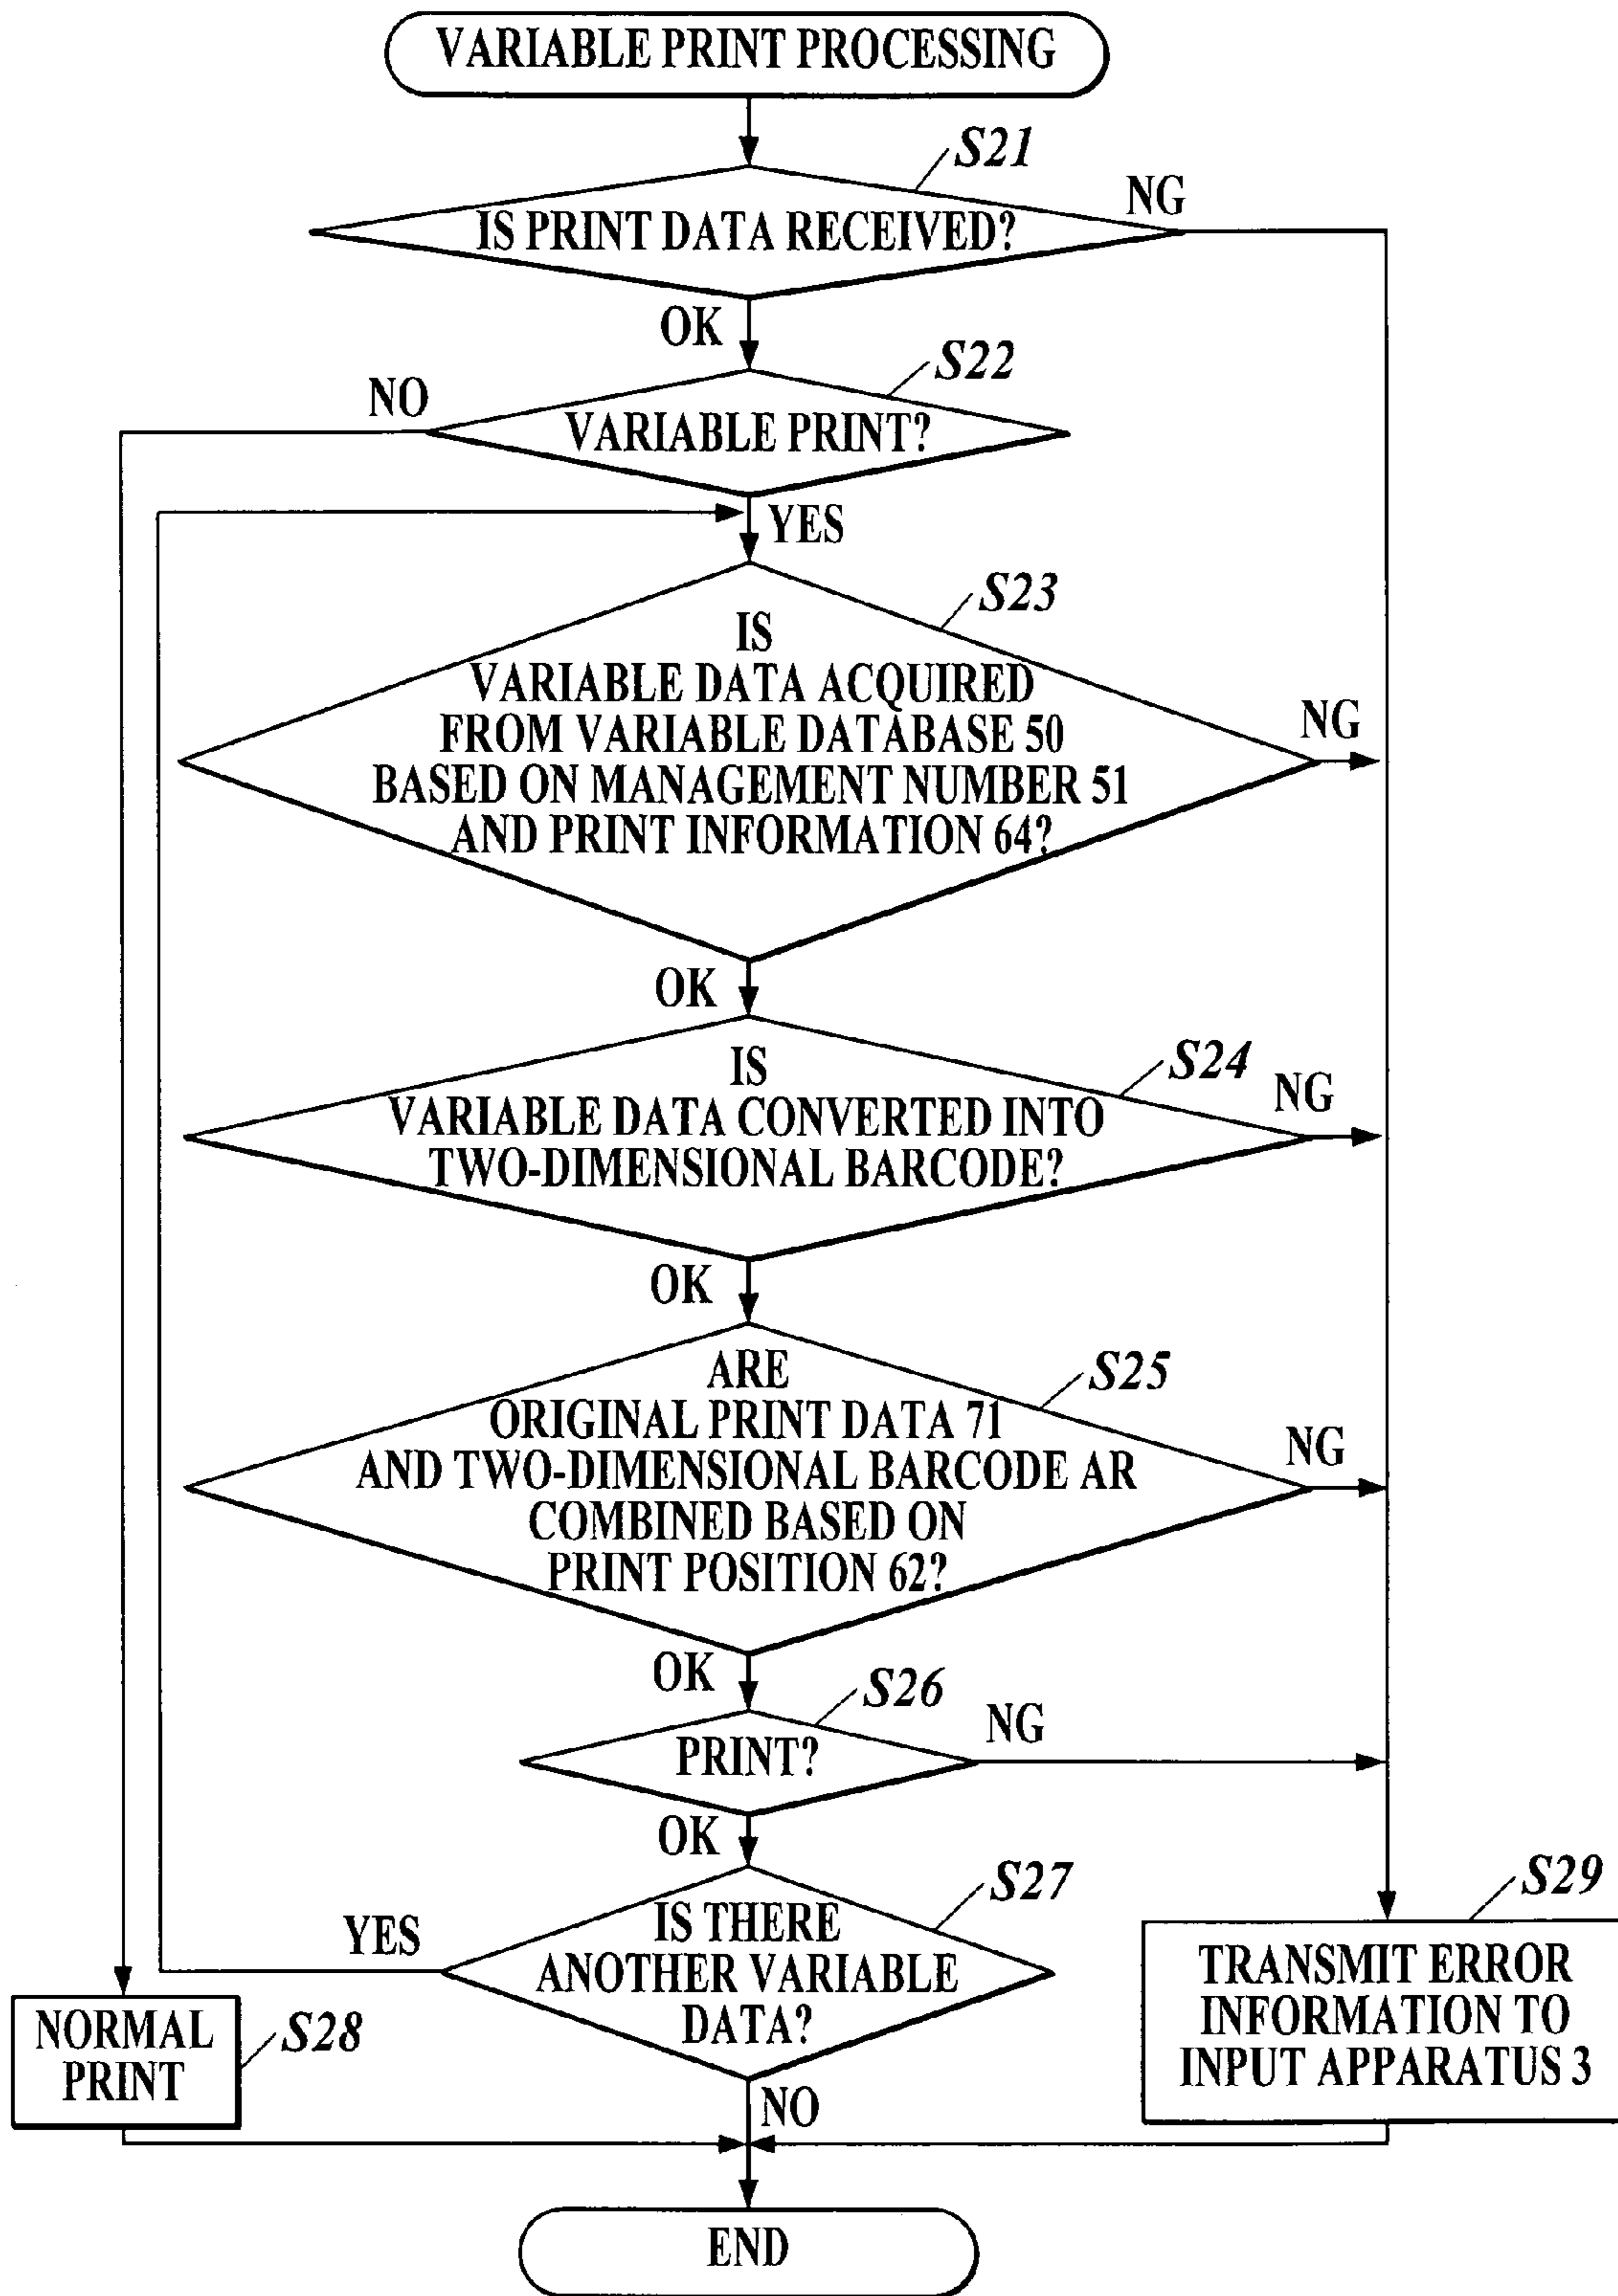 VARIABLE PRINT PROCESSING
S21
NG
IS PRINT DATA RECEIVED?
OK
S22
NO
VARIABLE PRINT?
YES
S23
IS
VARIABLE DATA ACQUIRED
FROM VARIABLE DATABASE 50
BASED ON MANAGEMENT NUMBER 51
AND PRINT INFORMATION 64?
NG
OK
S24
IS
VARIABLE DATA CONVERTED INTO
TWO-DIMENSIONAL BARCODE?
NG
OK
S25
ARE
ORIGINAL PRINT DATA 71
AND TWO-DIMENSIONAL BARCODE AR
COMBINED BASED ON
PRINT POSITION 62?
NG
OK
S26
NG
PRINT?
OK
S27
YES
IS THERE
ANOTHER VARIABLE
DATA?
S29
TRANSMIT ERROR
INFORMATION TO
INPUT APPARATUS 3
NORMAL
PRINT
S28
NO
END